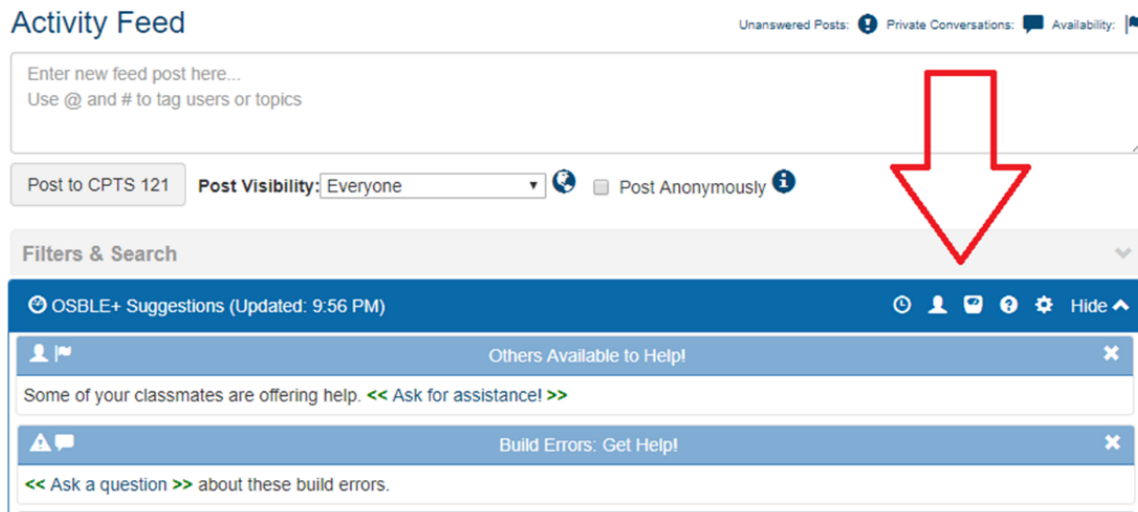 Activity Feed
Unanswered Posts: Private Conversations: Availability:
Enter new feed post here...
Use @ and # to tag users or topics
Post to CPTS 121 Post Visibility: Everyone Post Anonymously
Filters & Search
OSBLE+ Suggestions (Updated: 9:56 PM) Hide
Others Available to Help!
Some of your classmates are offering help. << Ask for assistance! >>
Build Errors: Get Help!
<< Ask a question >> about these build errors.